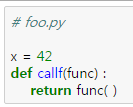 # foo.py
x = 42
def callf(func) :
    return func( )